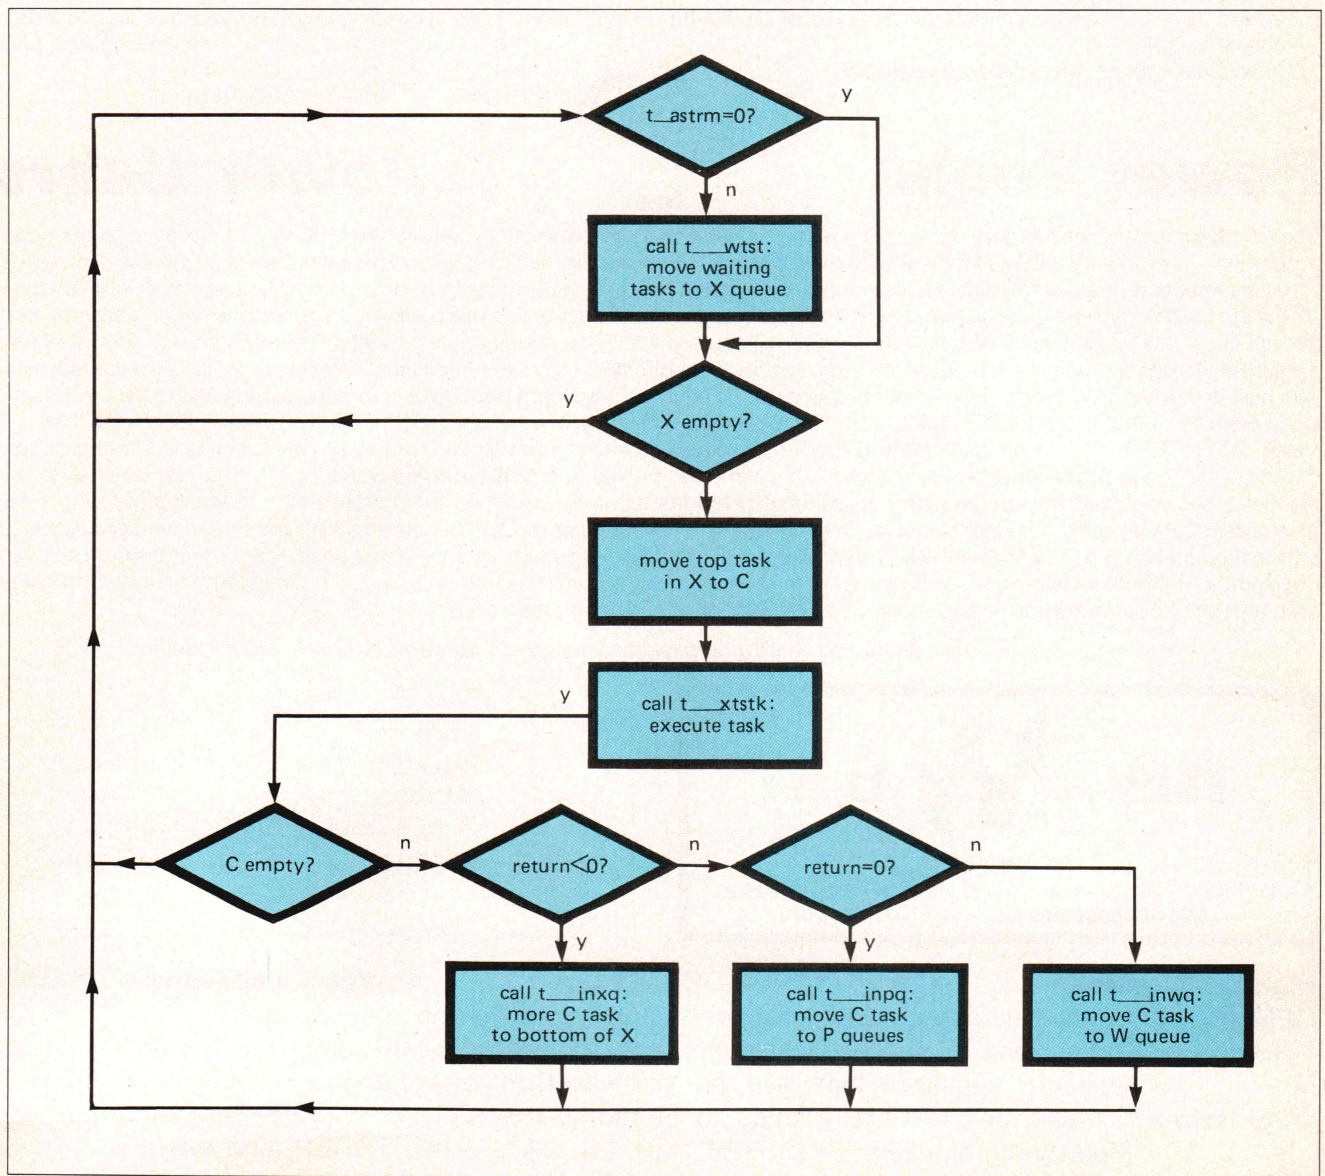 t__astrm=0?
y
n
call t___wtst:
move waiting
tasks to X queue
y
X empty?
move top task
in X to C
y
call t___xtstk:
execute task
C empty?
n
return<0?
n
return=0?
n
y
y
call t___inxq:
more C task
to bottom of X
call t___inpq:
move C task
to P queues
call t___inwq:
move C task
to W queue